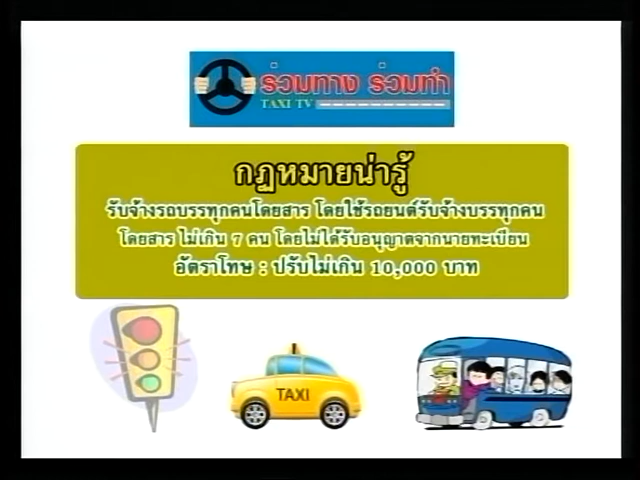 ร่วมทาง ร่วมทำ
TAXI TV
กฎหมายน่ารู้
รับจ้างรถบรรทุกคนโดยสาร โดยใช้รถยนต์รับจ้างบรรทุกคน
โดยสาร ไม่เกิน 7 คน โดยไม่ได้รับอนุญาตจากนายทะเบียน
อัตราโทษ : ปรับไม่เกิน 10,000 บาท
TAXI